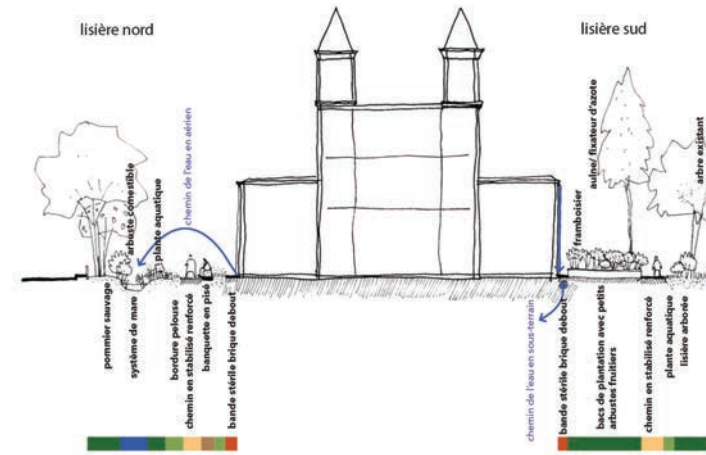 lisière nord
lisière sud
arbuste comestible
plante aquatique
chemin de l'eau en aérien
framboisier
aulne/ fixateur d'azote
arbre existant
pommier sauvage
système de mare
bordure pelouse
chemin en stabilisé renforcé
banquette en pisé
bande stérile brique debout
chemin de l'eau en sous-terrain
bande stérile brique debout
bacs de plantation avec petits
arbustes fruitiers
chemin en stabilisé renforcé
plante aquatique
lisière arborée